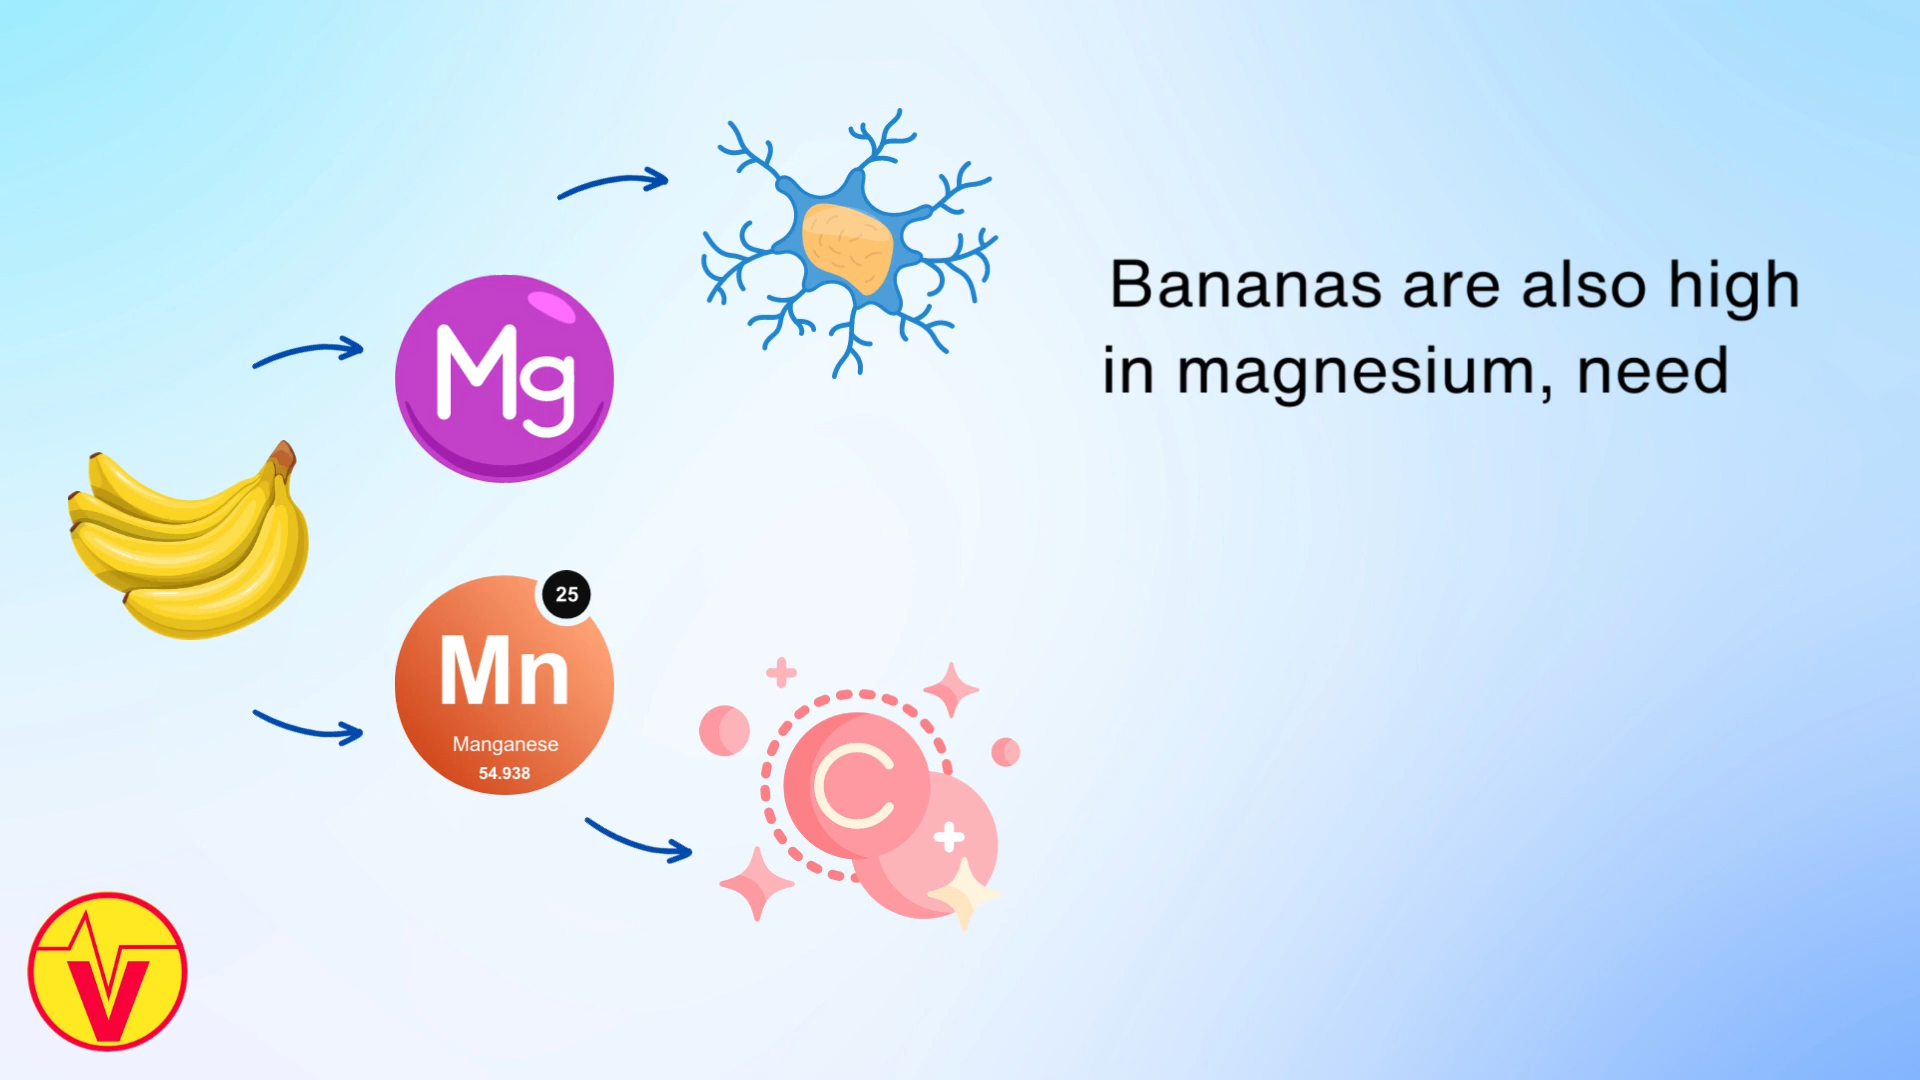 Bananas are also high
in magnesium, need
Mg
25
Mn
Manganese
54.938
C
V